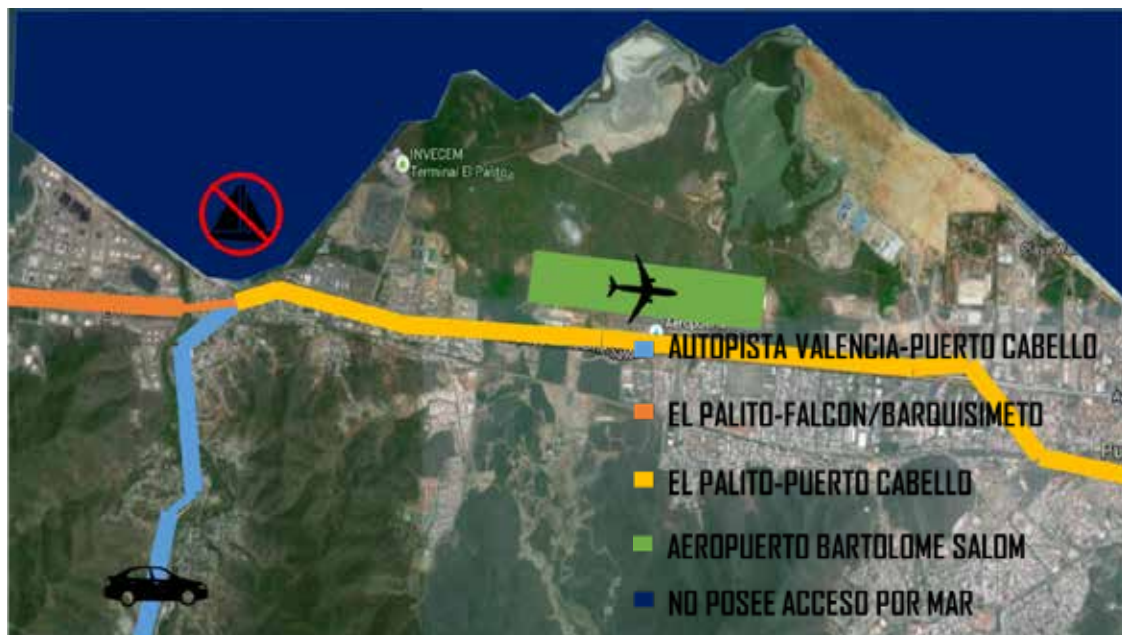 INVECEM
Terminal El Palito
AUTOPISTA VALENCIA-PUERTO CABELLO
EL PALITO-FALCON/BARQUISIMETO
EL PALITO-PUERTO CABELLO
AEROPUERTO BARTOLOME SALOM
NO POSEE ACCESO POR MAR